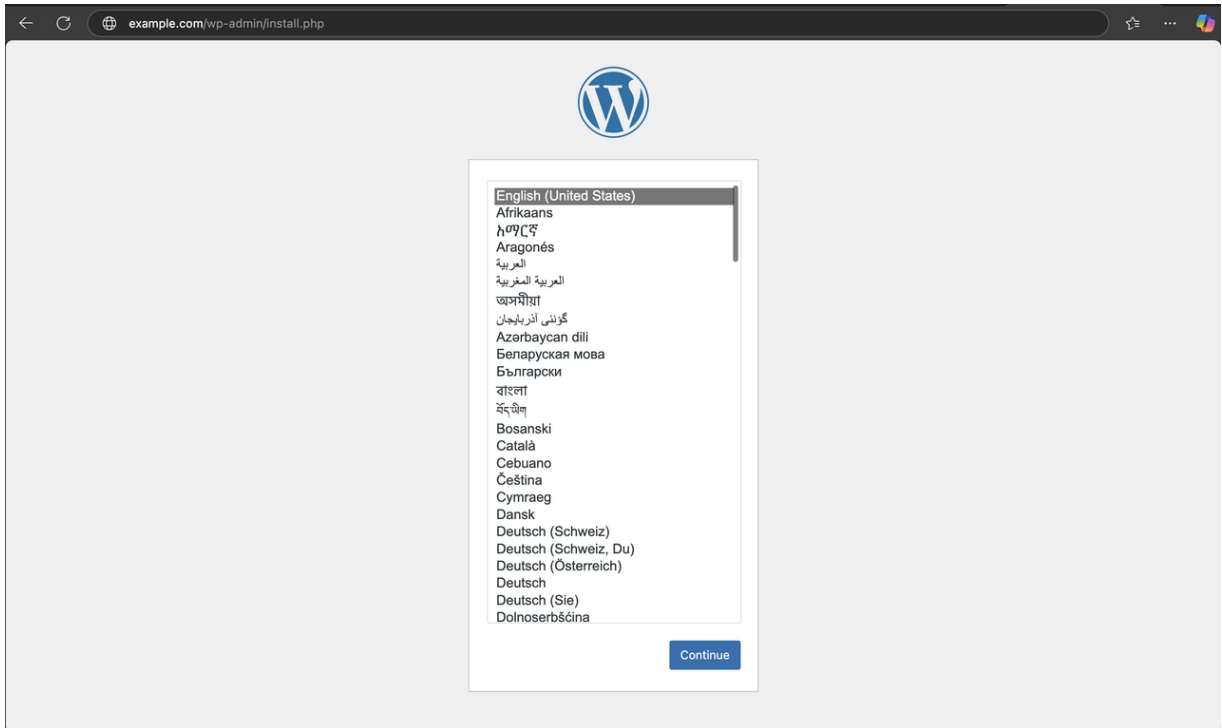 example.com/wp-admin/install.php
English (United States)
Afrikaans
አማርኛ
Aragonés
العربية
العربية المغربية
অসমীয়া
گؤنئی آذربایجان
Azərbaycan dili
Беларуская мова
Български
বাংলা
བོད་ཡིག
Bosanski
Català
Cebuano
Čeština
Cymraeg
Dansk
Deutsch (Schweiz)
Deutsch (Schweiz, Du)
Deutsch (Österreich)
Deutsch
Deutsch (Sie)
Dolnoserbšćina
Continue